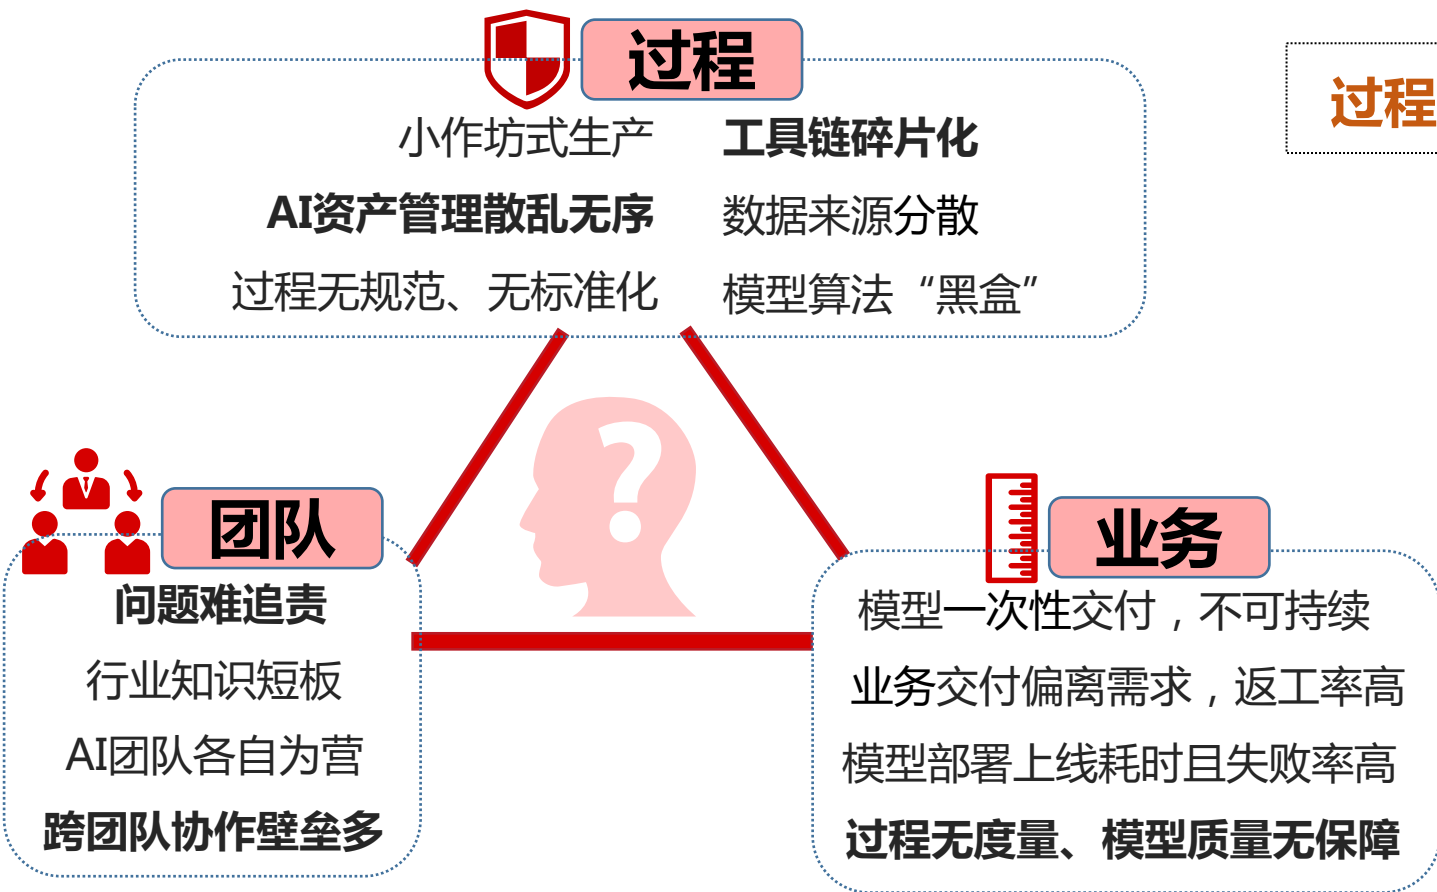 过程
过程
小作坊式生产
工具链碎片化
AI资产管理散乱无序
数据来源分散
过程无规范、无标准化
模型算法“黑盒”
?
团队
问题难追责
行业知识短板
AI团队各自为营
跨团队协作壁垒多
业务
模型一次性交付，不可持续
业务交付偏离需求，返工率高
模型部署上线耗时且失败率高
过程无度量、模型质量无保障